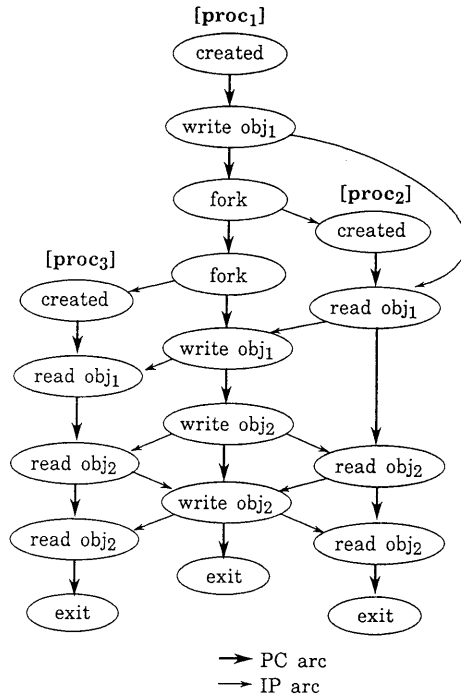 [proc1]
created
write obj1
fork
[proc2]
created
[proc3]
fork
created
read obj1
write obj1
read obj1
write obj2
read obj2
read obj2
write obj2
read obj2
read obj2
exit
exit
exit
PC arc
IP arc